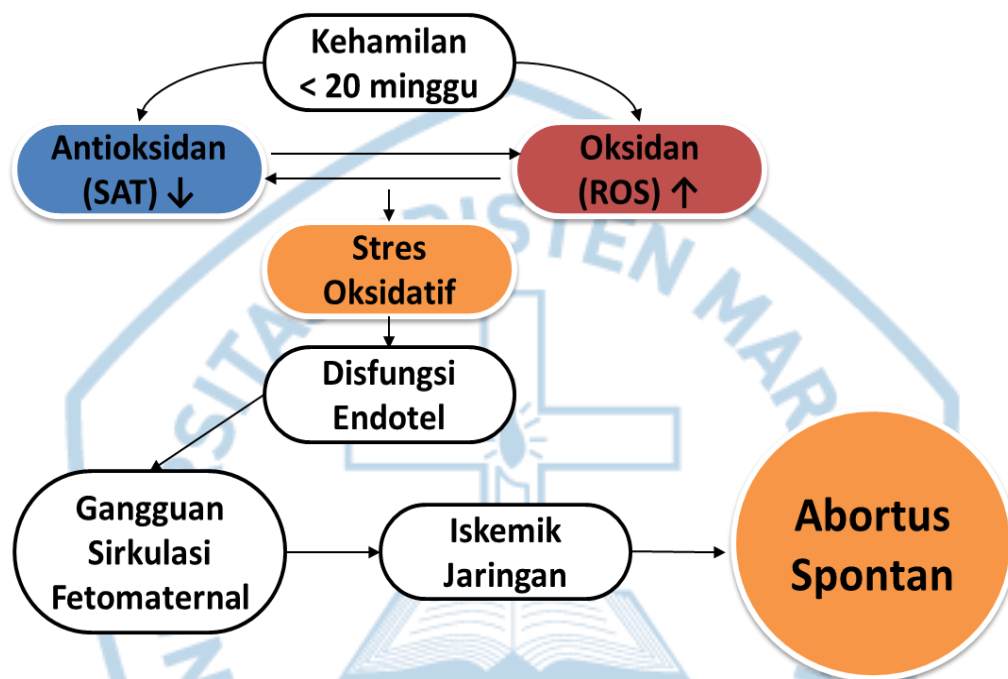 Kehamilan
< 20 minggu
Antioksidan
(SAT) ↓
Oksidan
(ROS) ↑
Stres
Oksidatif
Disfungsi
Endotel
Gangguan
Sirkulasi
Fetomaternal
Iskemik
Jaringan
Abortus
Spontan